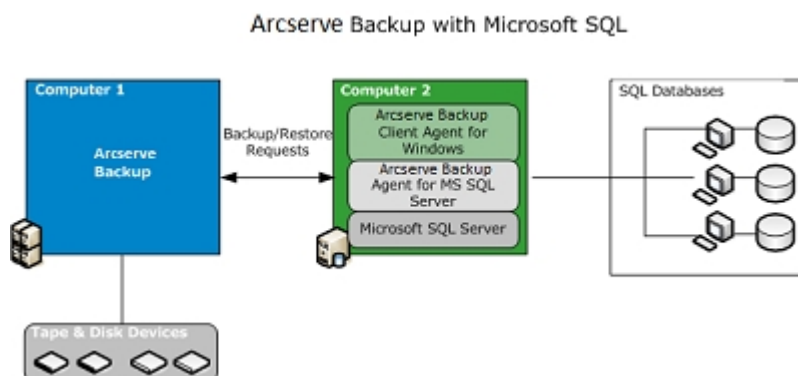 Arcserve Backup with Microsoft SQL
Computer 1
Arcserve
Backup
Backup/Restore
Requests
Computer 2
Arcserve Backup
Client Agent for
Windows
Arcserve Backup
Agent for MS SQL
Server
Microsoft SQL Server
SQL Databases
Tape & Disk Devices